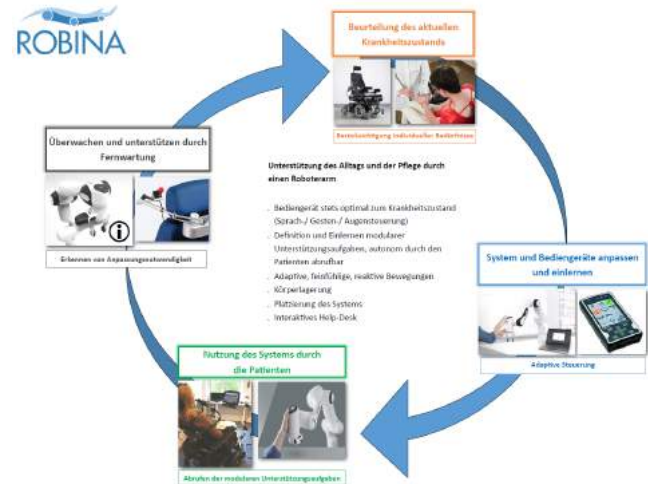 ROBINA
Beurteilung des aktuellen
Krankheitszustands
Berücksichtigung individueller Bedürfnisse
Überwachen und unterstützen durch
Fernwartung
Erkennen von Anpassungsnotwendigkeit
Unterstützung des Alltags und der Pflege durch
einen Roboterarm
. Bediengerät stets optimal zum Krankheitszustand
(Sprach-/ Gesten-/ Augensteuerung)
. Definition und Einlernen modularer
Unterstützungsaufgaben, autonom durch den
Patienten abrufbar
. Adaptive, feinfühlige, reaktive Bewegungen
. Körperlagerung
. Platzierung des Systems
. Interaktives Help-Desk
System und Bediengeräte anpassen
und einlernen
Adaptive Steuerung
Nutzung des Systems durch
die Patienten
Abrufen der modularen Unterstützungsaufgaben